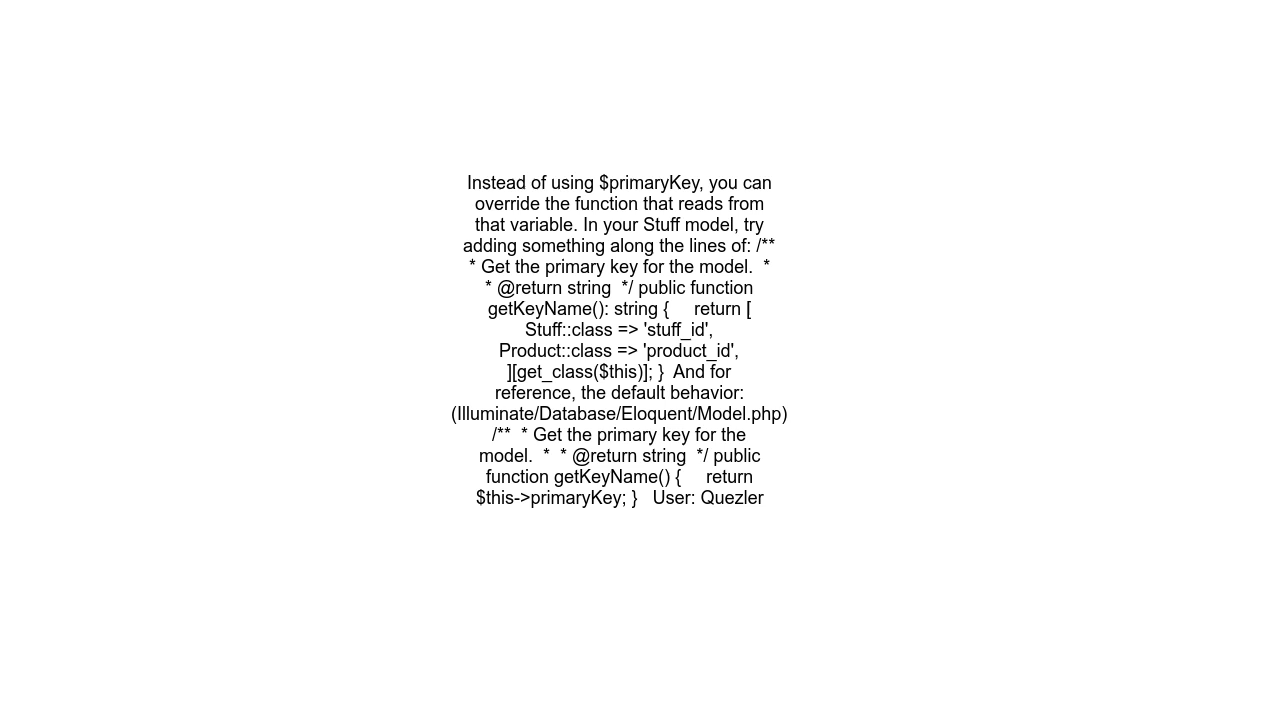 Instead of using $primaryKey, you can
override the function that reads from
that variable. In your Stuff model, try
adding something along the lines of: /**
* Get the primary key for the model.  *
* @return string  */ public function
getKeyName(): string {     return [
Stuff::class => 'stuff_id',
Product::class => 'product_id',
][get_class($this)]; }  And for
reference, the default behavior:
(Illuminate/Database/Eloquent/Model.php)
/**  * Get the primary key for the
model.  *  * @return string  */ public
function getKeyName() {     return
$this->primaryKey; }   User: Quezler